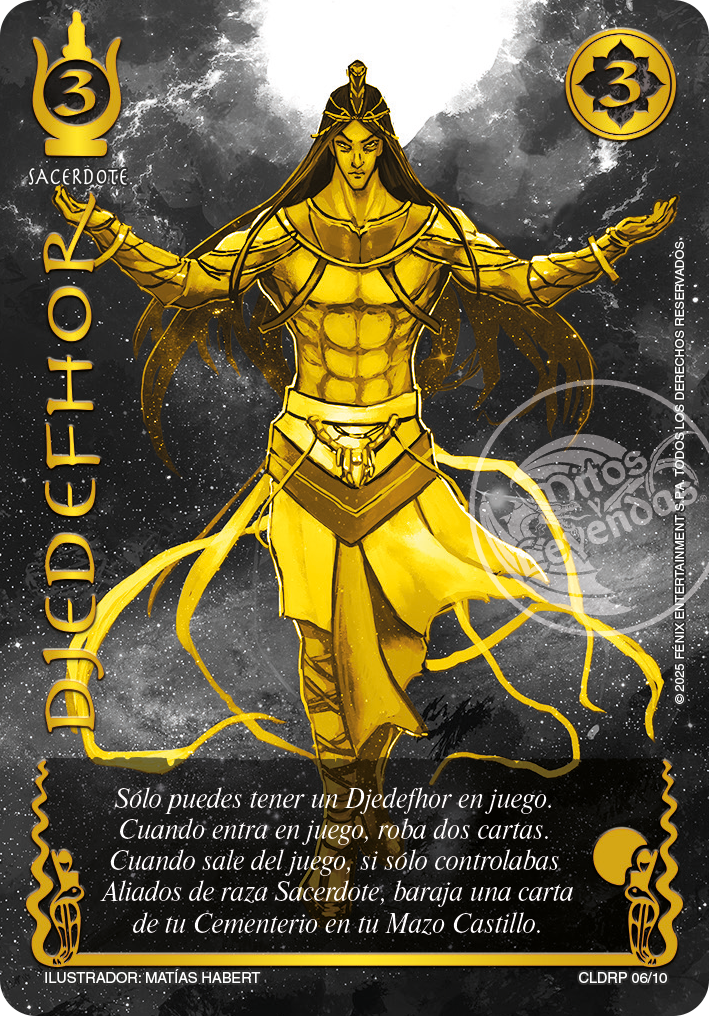 3
3
SACERDOTE
DJEDEFHOR
© 2025 FÉNIX ENTERTAINMENT S.P.A. TODOS LOS DERECHOS RESERVADOS.
Mitos
y
Leyendas
Sólo puedes tener un Djedefhor en juego.
Cuando entra en juego, roba dos cartas.
Cuando sale del juego, si sólo controlabas
Aliados de raza Sacerdote, baraja una carta
de tu Cementerio en tu Mazo Castillo.
ILUSTRADOR: MATÍAS HABERT
CLDRP 06/10